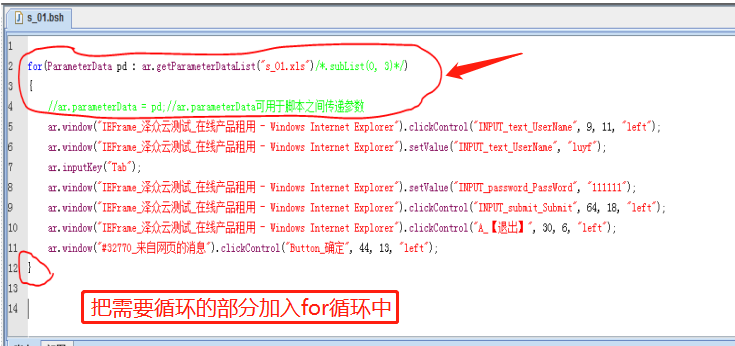 s_01.bsh
1
2 for(ParameterData pd : ar.getParameterDataList("s_01.xls")/*.subList(0, 3)*/)
3 {
4 //ar.parameterData = pd;//ar.parameterData可用于脚本之间传递参数
5 ar.window("IEFrame_泽众云测试_在线产品租用 - Windows Internet Explorer").clickControl("INPUT_text_UserName", 9, 11, "left");
6 ar.window("IEFrame_泽众云测试_在线产品租用 - Windows Internet Explorer").setValue("INPUT_text_UserName", "luyf");
7 ar.inputKey("Tab");
8 ar.window("IEFrame_泽众云测试_在线产品租用 - Windows Internet Explorer").setValue("INPUT_password_PassWord", "111111");
9 ar.window("IEFrame_泽众云测试_在线产品租用 - Windows Internet Explorer").clickControl("INPUT_submit_Submit", 64, 18, "left");
10 ar.window("IEFrame_泽众云测试_在线产品租用 - Windows Internet Explorer").clickControl("A_【退出】", 30, 6, "left");
11 ar.window("#32770_来自网页的消息").clickControl("Button_确定", 44, 13, "left");
12 }
13
14
把需要循环的部分加入for循环中